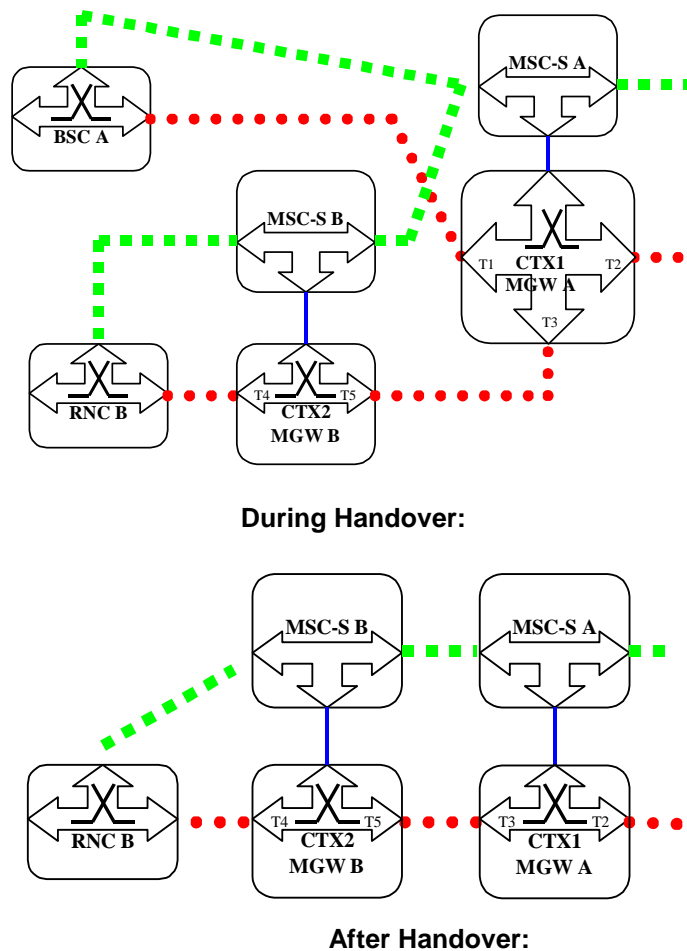 MSC-S A
BSC A
MSC-S B
T1
CTX1
T2
MGW A
T3
RNC B
T4
T5
CTX2
MGW B
During Handover:
MSC-S B
MSC-S A
RNC B
T4
T5
CTX2
MGW B
T3
T2
CTX1
MGW A
After Handover: